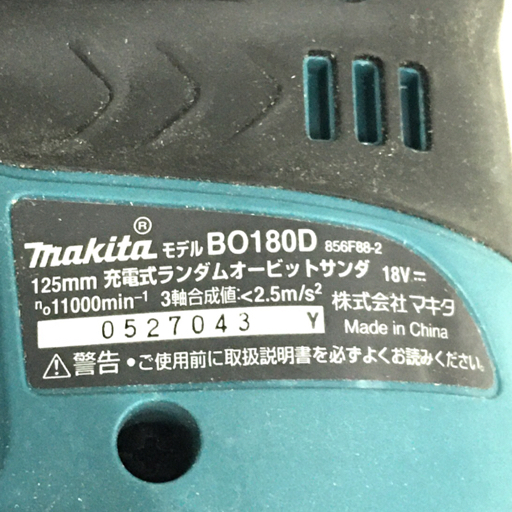 makita® モデル BO180D 856F88-2
125mm 充電式ランダムオービットサンダ 18V⎓
n₀11000min⁻¹ 3軸合成値:<2.5m/s² 株式会社マキタ
0527043 Y Made in China
⚠警告 •ご使用前に取扱説明書を必ずよくお読みください。